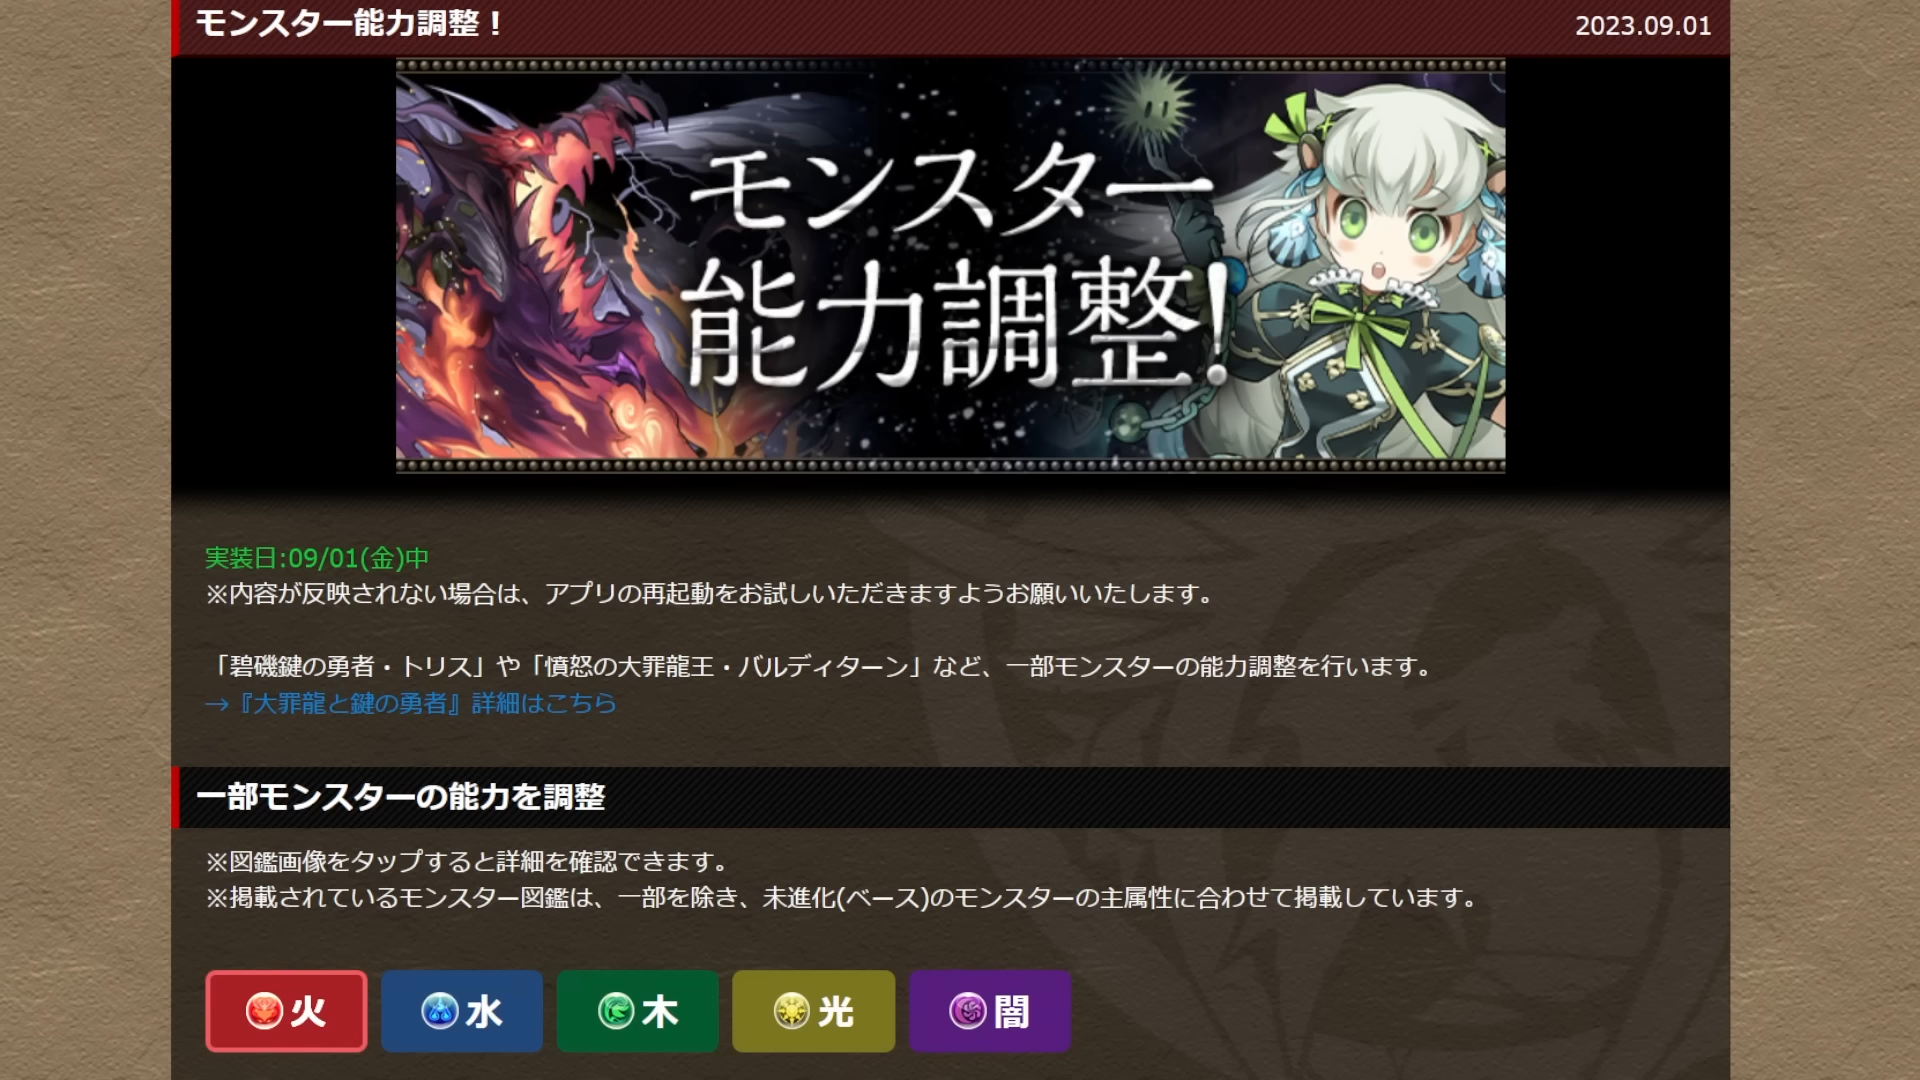 モンスター能力調整！
2023.09.01
モンスター
能力調整!
実装日:09/01(金)中
※内容が反映されない場合は、アプリの再起動をお試しいただきますようお願いいたします。
「碧磯鍵の勇者・トリス」や「憤怒の大罪龍王・バルディターン」など、一部モンスターの能力調整を行います。
→『大罪龍と鍵の勇者』詳細はこちら
一部モンスターの能力を調整
※図鑑画像をタップすると詳細を確認できます。
※掲載されているモンスター図鑑は、一部を除き、未進化(ベース)のモンスターの主属性に合わせて掲載しています。
火 水 木 光 闇